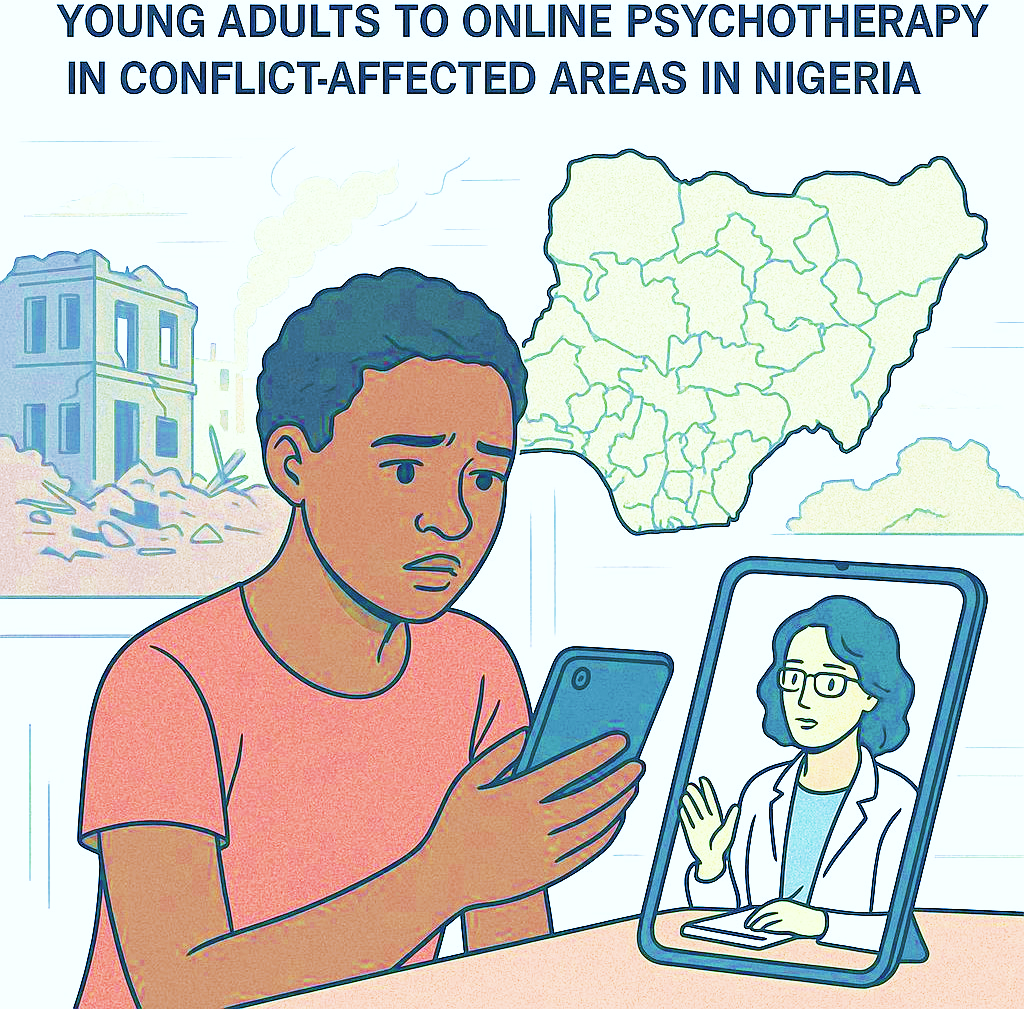 YOUNG ADULTS TO ONLINE PSYCHOTHERAPY
IN CONFLICT-AFFECTED AREAS IN NIGERIA